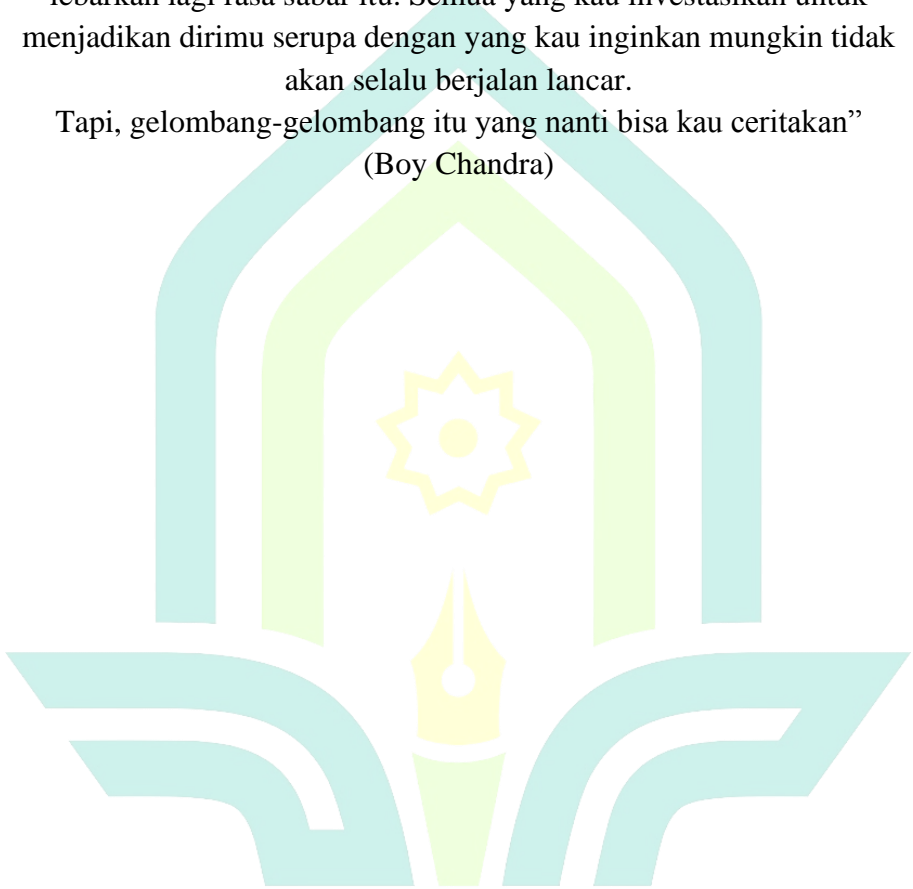 lebarkan lagi rasa sabar itu. Semua yang kau investasikan untuk
menjadikan dirimu serupa dengan yang kau inginkan mungkin tidak
akan selalu berjalan lancar.
Tapi, gelombang-gelombang itu yang nanti bisa kau ceritakan”
(Boy Chandra)